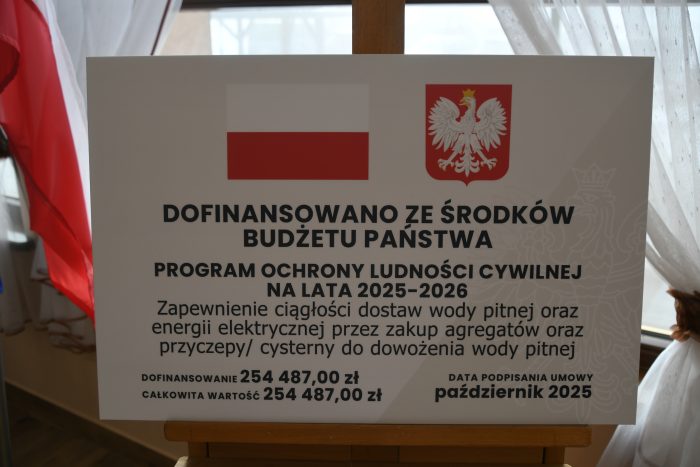 DOFINANSOWANO ZE ŚRODKÓW
BUDŻETU PAŃSTWA
PROGRAM OCHRONY LUDNOŚCI CYWILNEJ
NA LATA 2025-2026
Zapewnienie ciągłości dostaw wody pitnej oraz
energii elektrycznej przez zakup agregatów oraz
przyczepy/ cysterny do dowożenia wody pitnej
DOFINANSOWANIE 254 487,00 zł
CAŁKOWITA WARTOŚĆ 254 487,00 zł
DATA PODPISANIA UMOWY
październik 2025